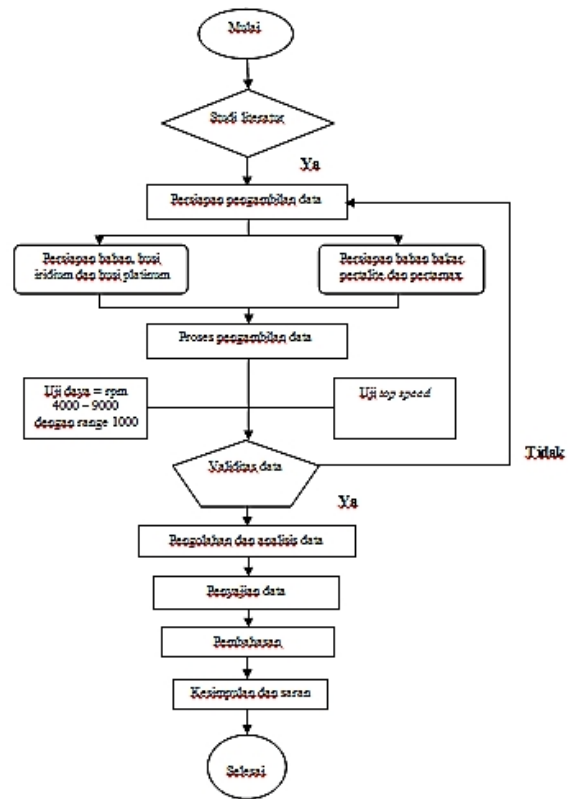 Mulai
Studi literatur
Ya
Persiapan pengambilan data
Persiapan bahan, busi
iridium dan busi platinum
Persiapan bahan bakar
pertalite dan pertamax
Proses pengambilan data
Uji daya = rpm
4000 – 9000
dengan range 1000
Uji top speed
Validitas data
Tidak
Ya
Pengolahan dan analisis data
Penyajian data
Pembahasan
Kesimpulan dan saran
Selesai